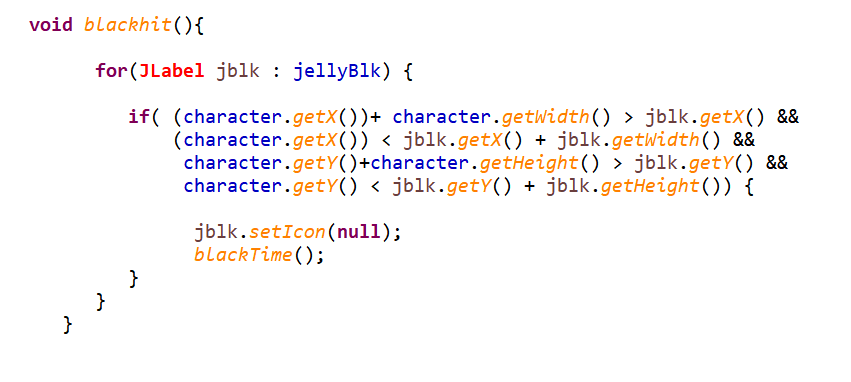 void blackhit(){
for(JLabel jblk : jellyBlk) {
if( (character.getX())+ character.getWidth() > jblk.getX() &&
(character.getX()) < jblk.getX() + jblk.getWidth() &&
character.getY()+character.getHeight() > jblk.getY() &&
character.getY() < jblk.getY() + jblk.getHeight()) {
jblk.setIcon(null);
blackTime();
}
}
}